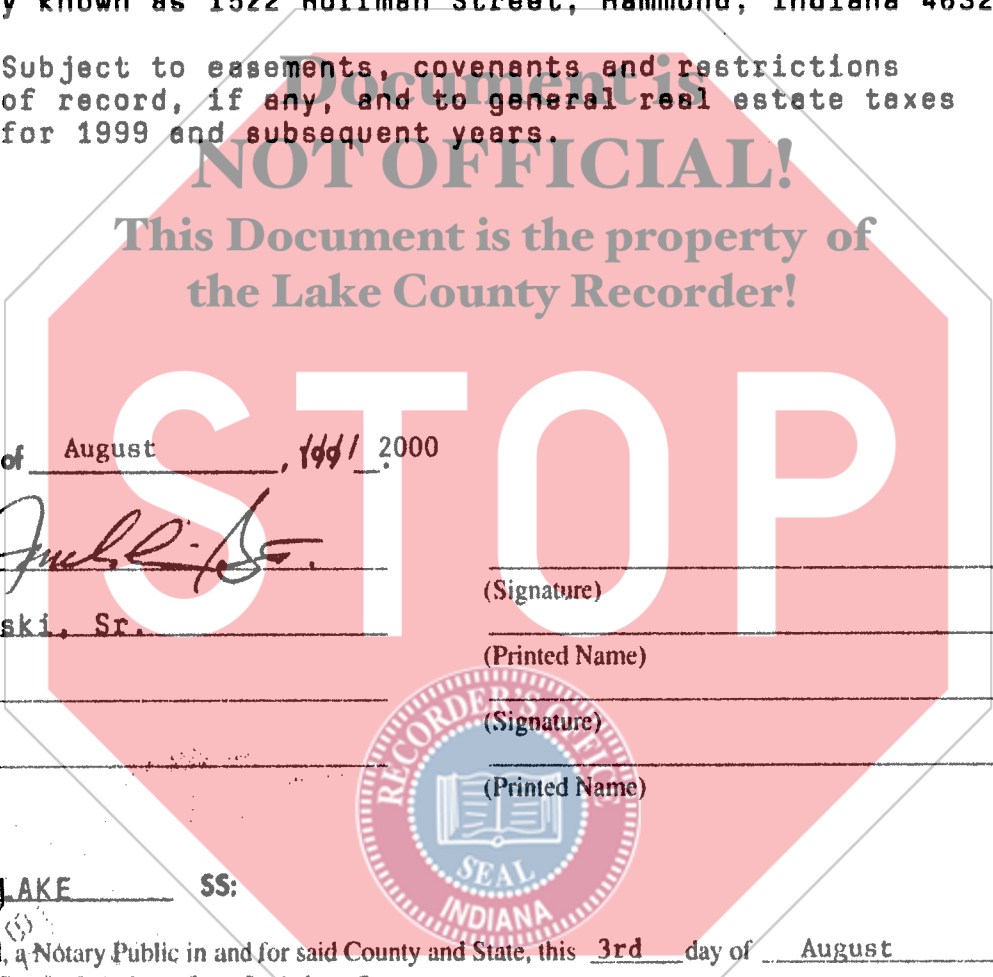 y known as 1522 Hoffman Street, Hammond, Indiana 4632
Subject to easements, covenants and restrictions
of record, if any, and to general real estate taxes
for 1999 and subsequent years.
Document is
NOT OFFICIAL!
This Document is the property of
the Lake County Recorder!
STOP
of August , 1991 2000
(Signature)
ski, Sr.
(Printed Name)
(Signature)
(Printed Name)
RECORDER'S OFFICE
SEAL
INDIANA
LAKE SS:
, a Notary Public in and for said County and State, this 3rd day of August